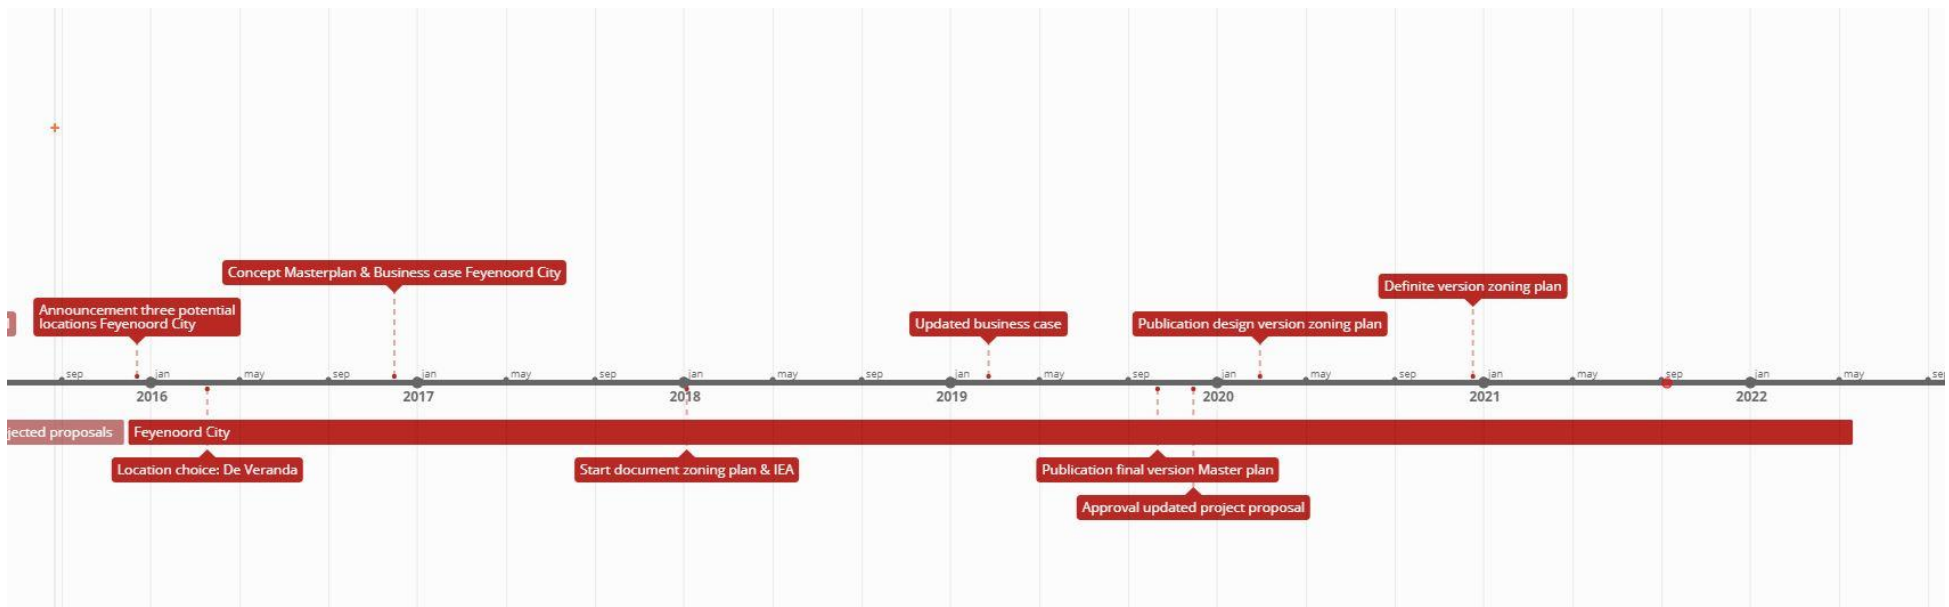 Concept Masterplan & Business case Feyenoord City
Definite version zoning plan
Announcement three potential
locations Feyenoord City
Updated business case
Publication design version zoning plan
sep jan may sep jan may sep jan may sep jan may sep jan may sep jan may sep jan may
2016 2017 2018 2019 2020 2021 2022
jected proposals
Feyenoord City
Location choice: De Veranda
Start document zoning plan & IEA
Publication final version Master plan
Approval updated project proposal